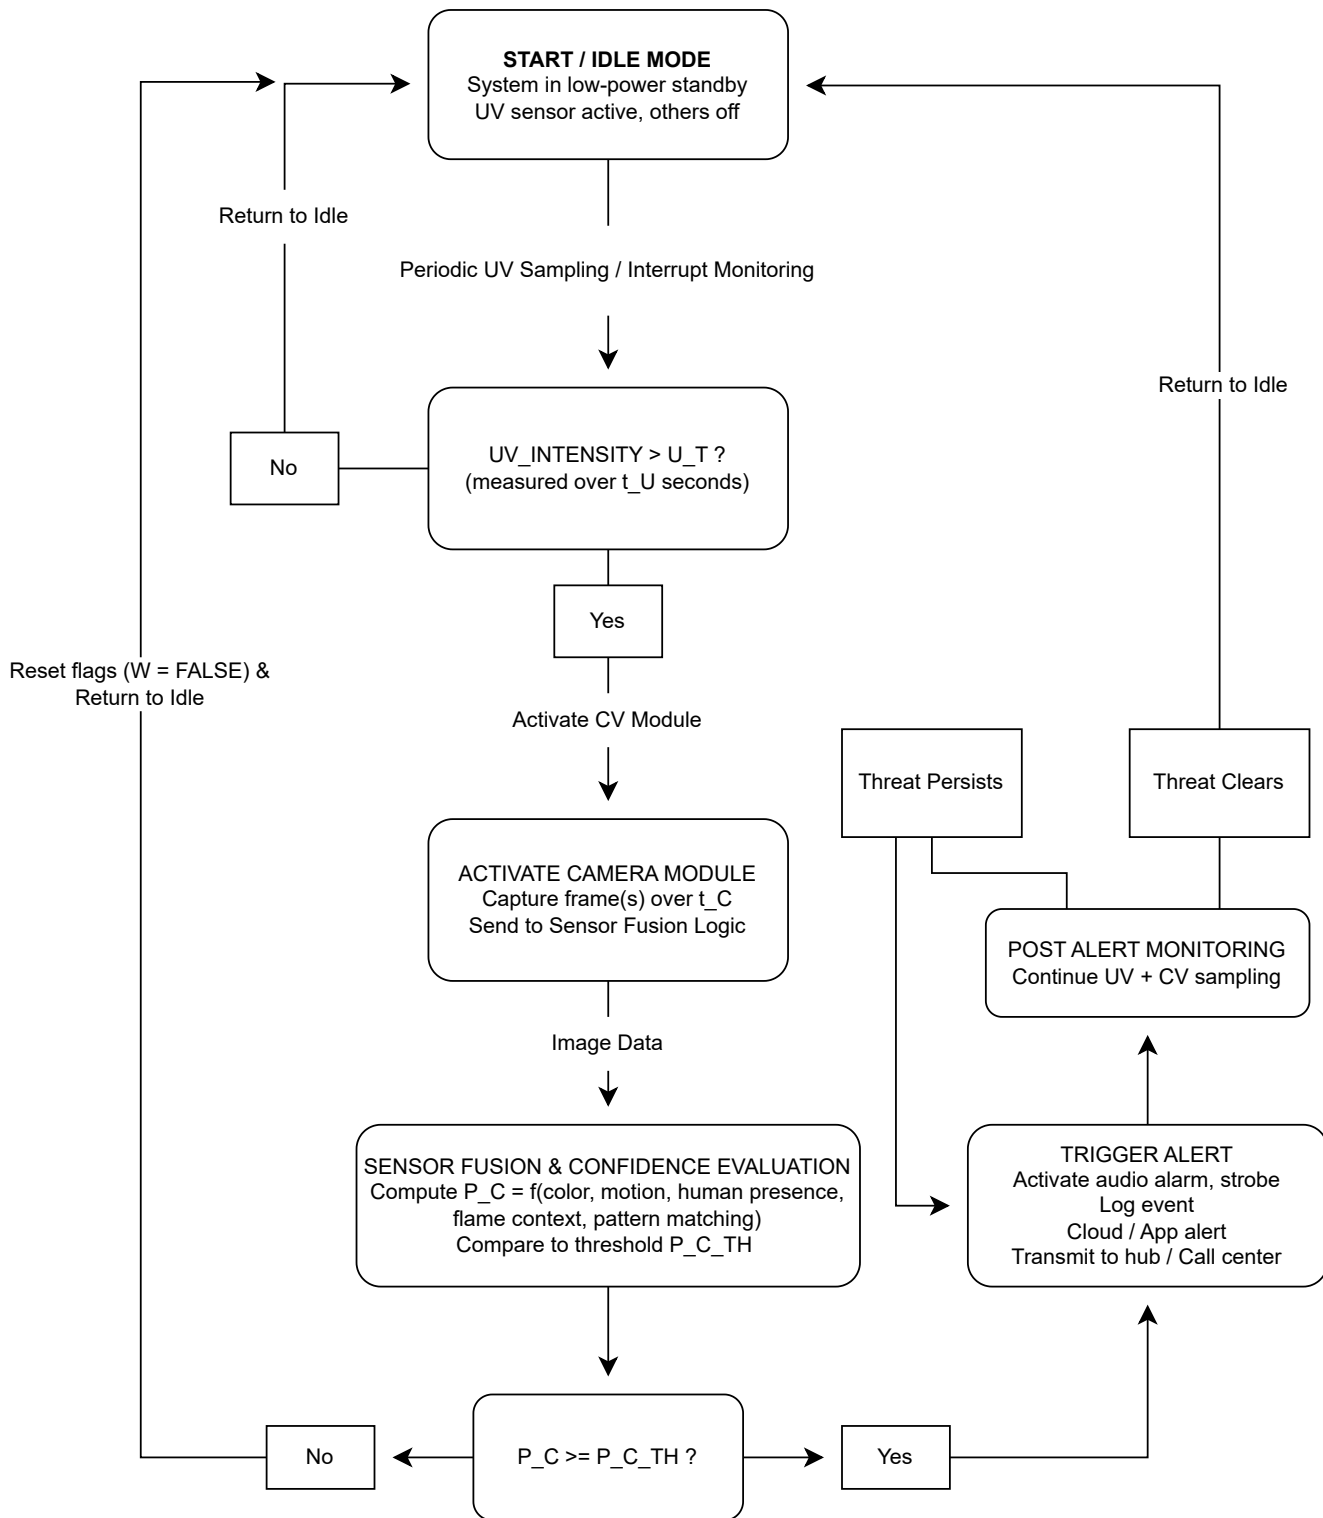 START / IDLE MODE
System in low-power standby
UV sensor active, others off
Return to Idle
Periodic UV Sampling / Interrupt Monitoring
Return to Idle
UV_INTENSITY > U_T ?
(measured over t_U seconds)
No
Yes
Reset flags (W = FALSE) &
Return to Idle
Activate CV Module
Threat Persists
Threat Clears
ACTIVATE CAMERA MODULE
Capture frame(s) over t_C
Send to Sensor Fusion Logic
POST ALERT MONITORING
Continue UV + CV sampling
Image Data
SENSOR FUSION & CONFIDENCE EVALUATION
Compute P_C = f(color, motion, human presence,
flame context, pattern matching)
Compare to threshold P_C_TH
TRIGGER ALERT
Activate audio alarm, strobe
Log event
Cloud / App alert
Transmit to hub / Call center
No
P_C >= P_C_TH ?
Yes